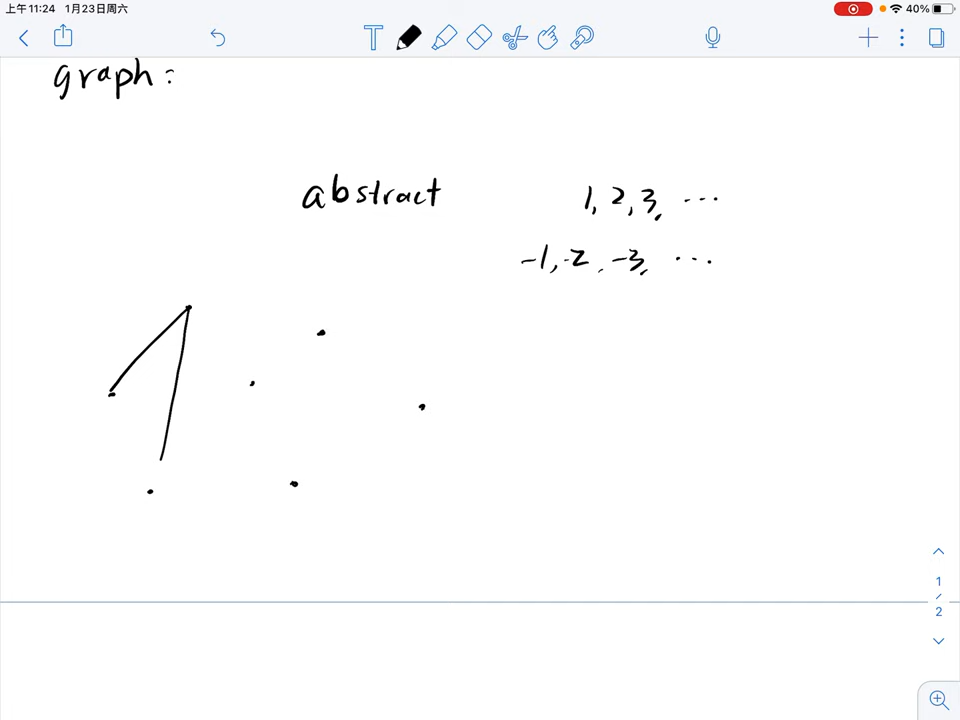 上午11:24 1月23日周六 40%
graph:
abstract 1, 2, 3, ...
-1, -2, -3, ...
1
/
2